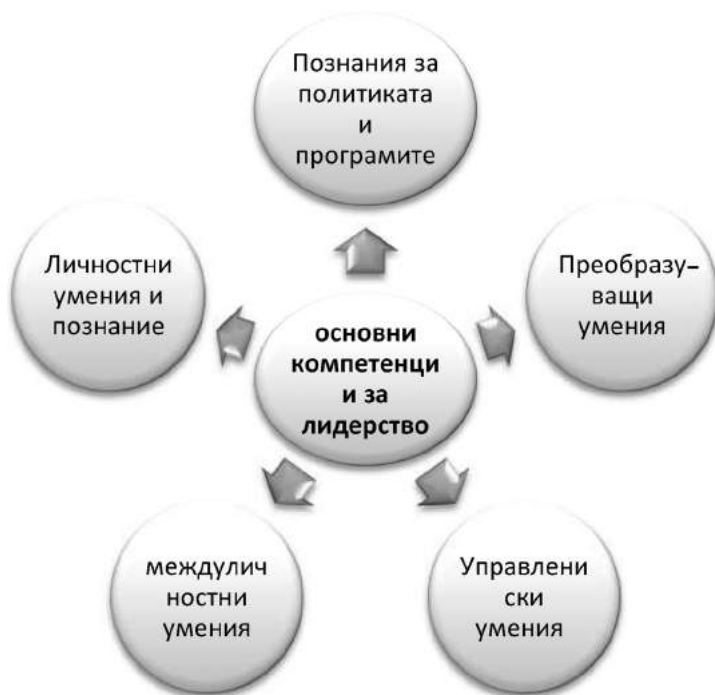 Познания за
политиката
и
програмите
Личностни
умения и
познание
Преобразу-
ващи
умения
основни
компетенци
и за
лидерство
междулич
ностни
умения
Управлени
ски
умения